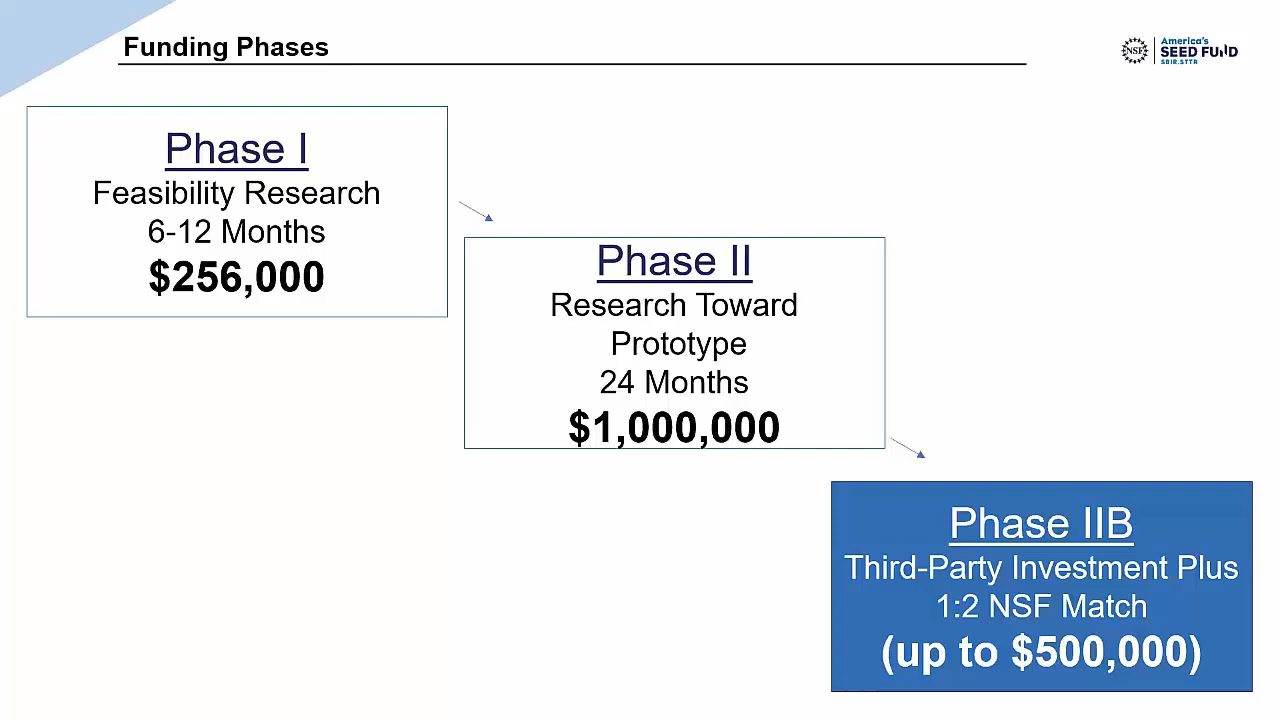 Funding Phases
NSF
America's
SEED FUND
SBIR.STTR
Phase I
Feasibility Research
6-12 Months
$256,000
Phase II
Research Toward
Prototype
24 Months
$1,000,000
Phase IIB
Third-Party Investment Plus
1:2 NSF Match
(up to $500,000)